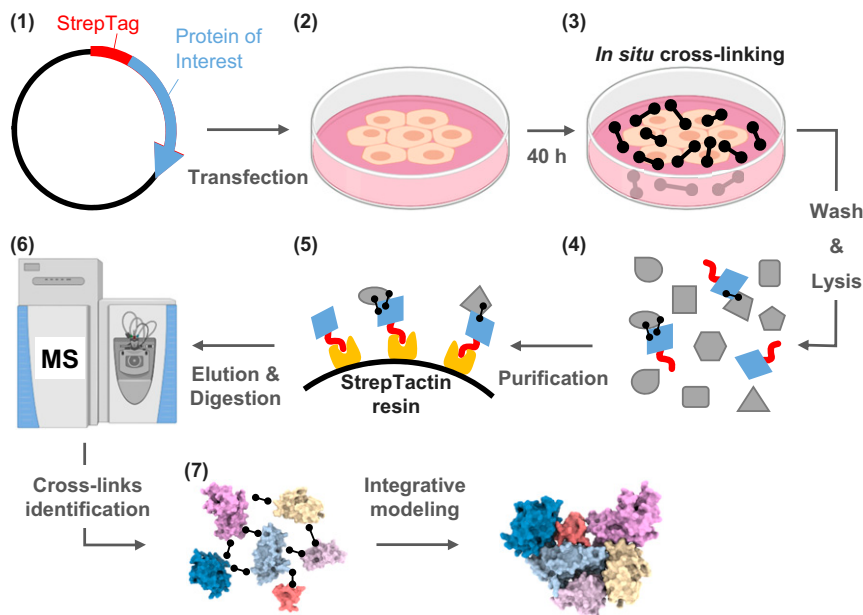 (1)
StrepTag
Protein of
Interest
Transfection
(2)
40 h
(3)
In situ cross-linking
Wash
&
Lysis
(4)
Purification
(5)
StrepTactin
resin
Elution &
Digestion
(6)
MS
Cross-links
identification
(7)
Integrative
modeling